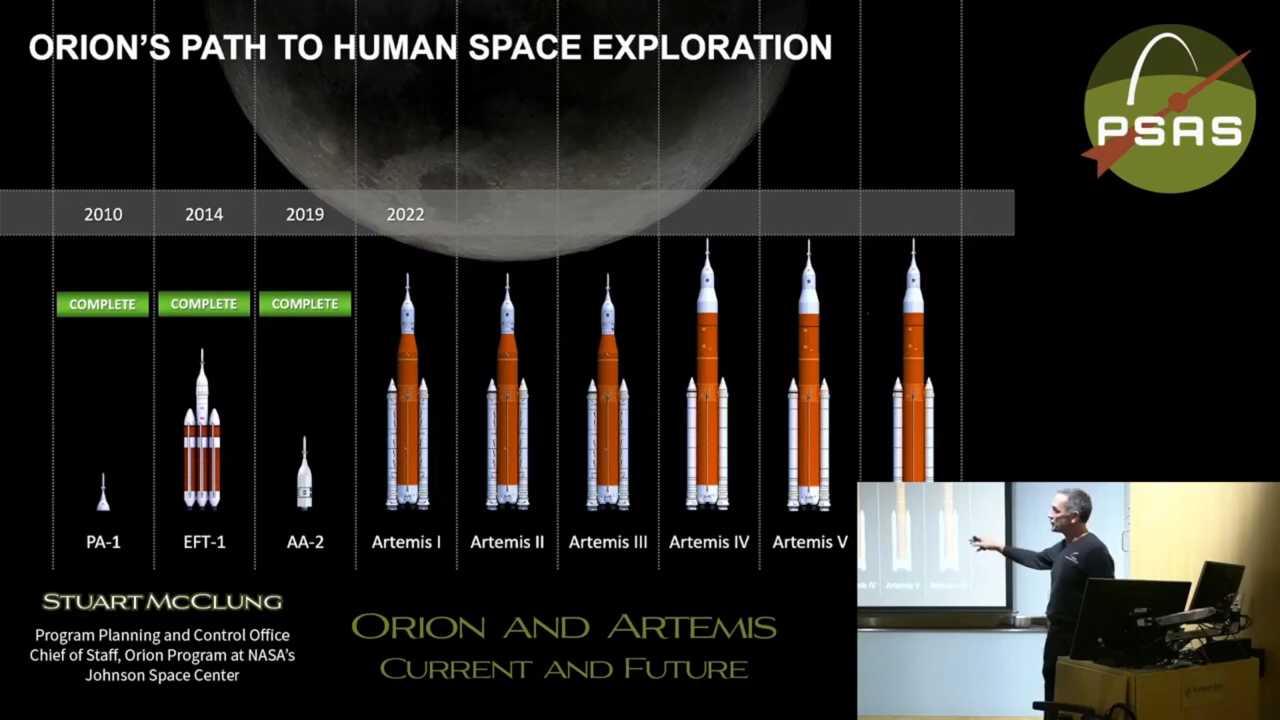 ORION'S PATH TO HUMAN SPACE EXPLORATION
PSAS
2010 2014 2019 2022
COMPLETE COMPLETE COMPLETE
PA-1 EFT-1 AA-2 Artemis I Artemis II Artemis III Artemis IV Artemis V
IV Artemis V
STUART MCCLUNG
Program Planning and Control Office
Chief of Staff, Orion Program at NASA's
Johnson Space Center
ORION AND ARTEMIS
CURRENT AND FUTURE